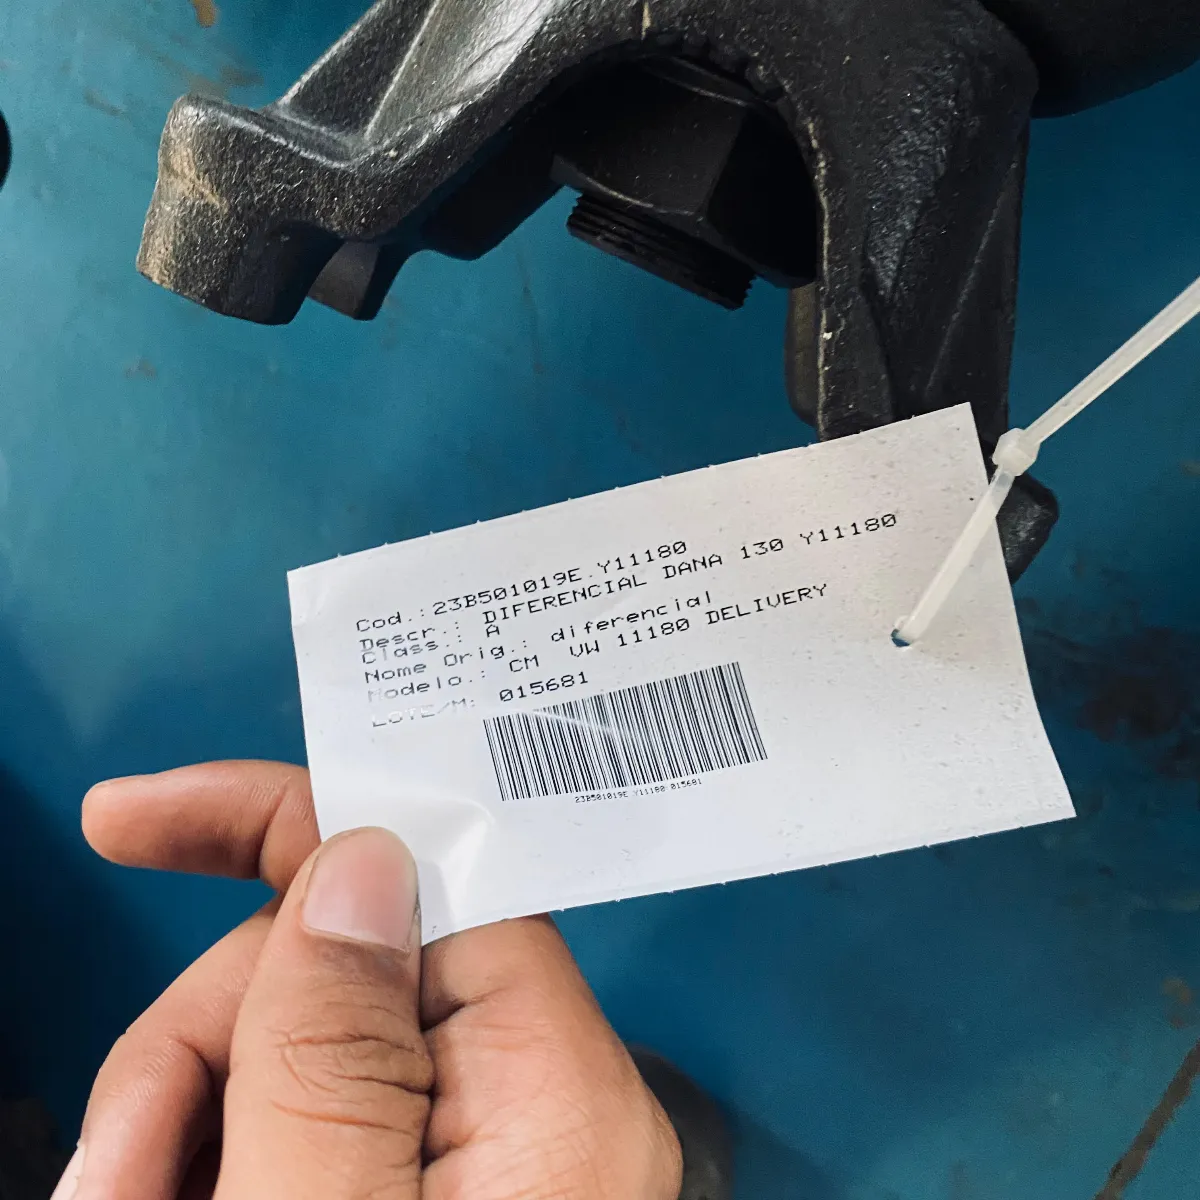 Cod.:23B501019E.Y11180
Descr.: DIFERENCIAL DANA 130 Y11180
Class.: A
Nome Orig.: diferencial
Modelo.: CM VW 11180 DELIVERY
LOTE/M: 015681
23B501019E.Y11180 015681